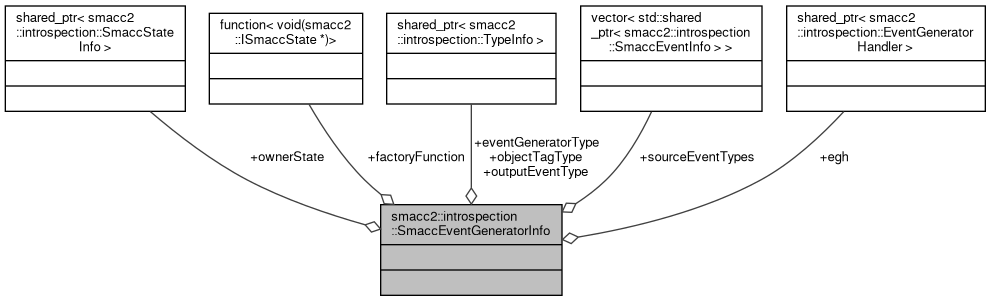 shared_ptr< smacc2
::introspection::SmaccState
Info >
function< void(smacc2
::ISmaccState *)>
shared_ptr< smacc2
::introspection::TypeInfo >
vector< std::shared
_ptr< smacc2::introspection
::SmaccEventInfo > >
shared_ptr< smacc2
::introspection::EventGenerator
Handler >
+ownerState
+factoryFunction
+eventGeneratorType
+objectTagType
+outputEventType
+sourceEventTypes
+egh
smacc2::introspection
::SmaccEventGeneratorInfo